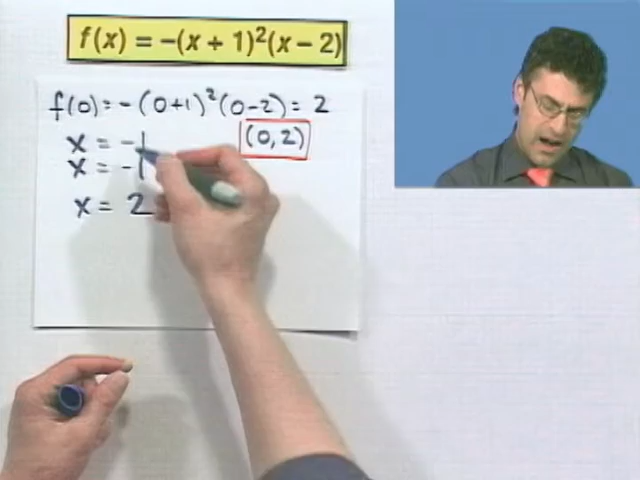 f(x) = -(x + 1)²(x - 2)
f(0) = -(0+1)²(0-2) = 2
x = -1 (0,2)
x = -1
x = 2